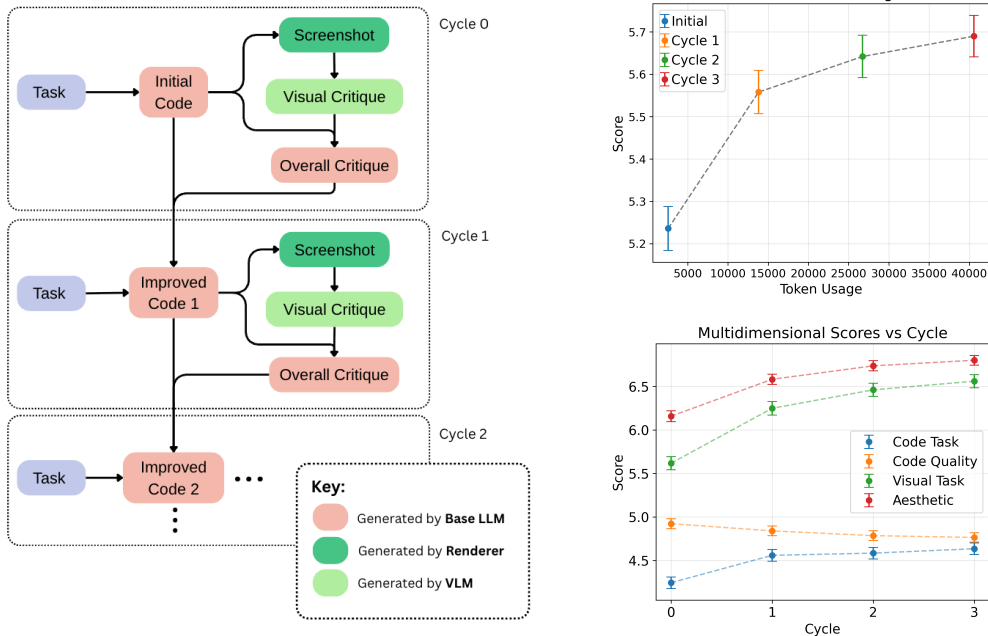 Cycle 0
Screenshot
Task
Initial
Code
Visual Critique
Overall Critique
Cycle 1
Screenshot
Task
Improved
Code 1
Visual Critique
Overall Critique
Cycle 2
Task
Improved
Code 2
Key:
Generated by Base LLM
Generated by Renderer
Generated by VLM
Initial
Cycle 1
Cycle 2
Cycle 3
5.7
5.6
5.5
5.4
5.3
5.2
Score
5000 10000 15000 20000 25000 30000 35000 40000
Token Usage
Multidimensional Scores vs Cycle
6.5
6.0
5.5
5.0
4.5
Score
Code Task
Code Quality
Visual Task
Aesthetic
0 1 2 3
Cycle